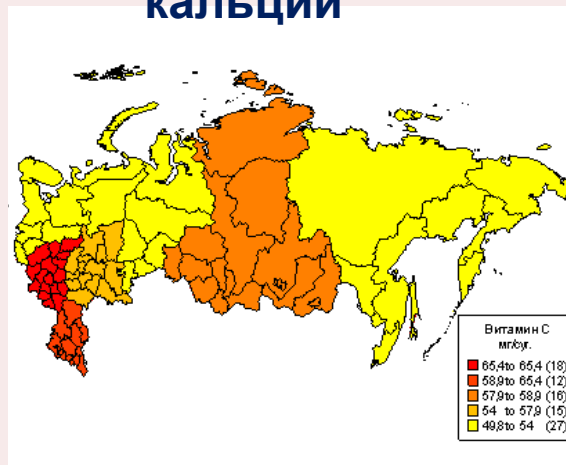 кальций
Витамин С
мг/сут.
65,4to 65,4 (18)
58,9to 65,4 (12)
57,9to 58,9 (16)
54 to 57,9 (15)
49,8to 54 (27)